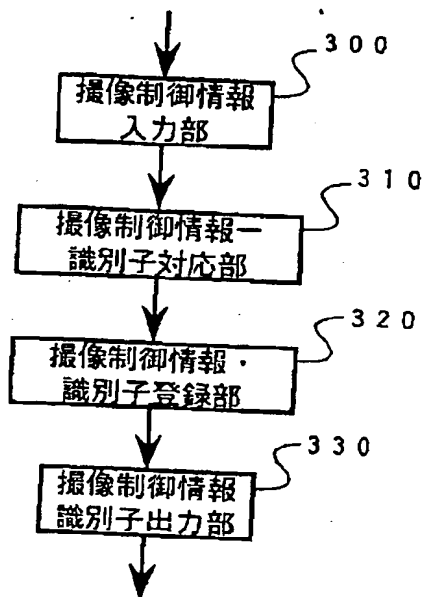 ３００
撮像制御情報
入力部
３１０
撮像制御情報ー
識別子対応部
３２０
撮像制御情報・
識別子登録部
３３０
撮像制御情報
識別子出力部